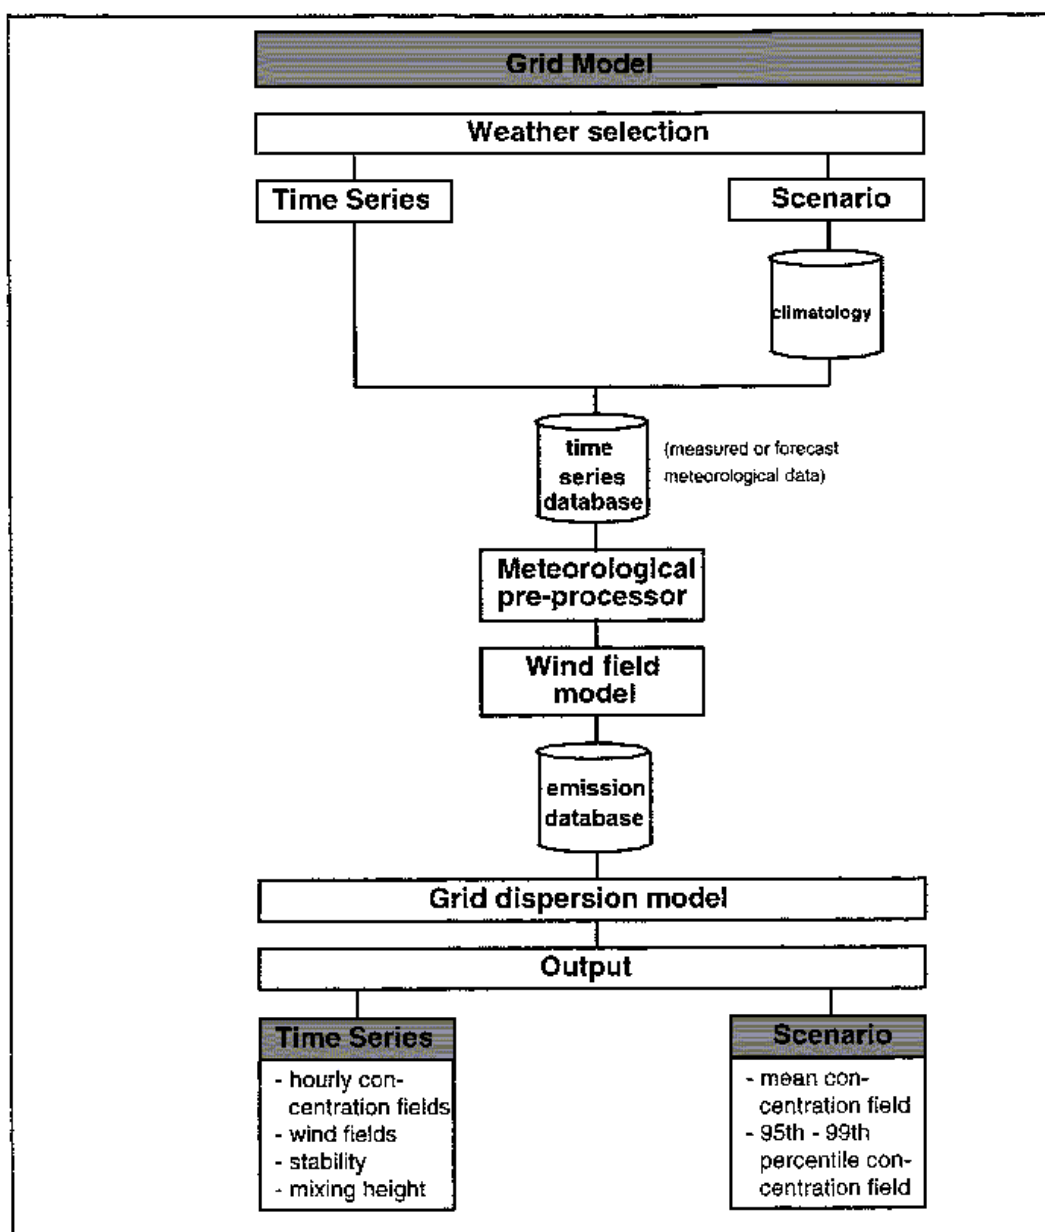 Grid Model
Weather selection
Time Series
Scenario
climatology
time
series
database
(measured or forecast
meteorological data)
Meteorological
pre-processor
Wind field
model
emission
database
Grid dispersion model
Output
Time Series
- hourly con-
centration fields
- wind fields
- stability
- mixing height
Scenario
- mean con-
centration field
- 95th - 99th
percentile con-
centration field